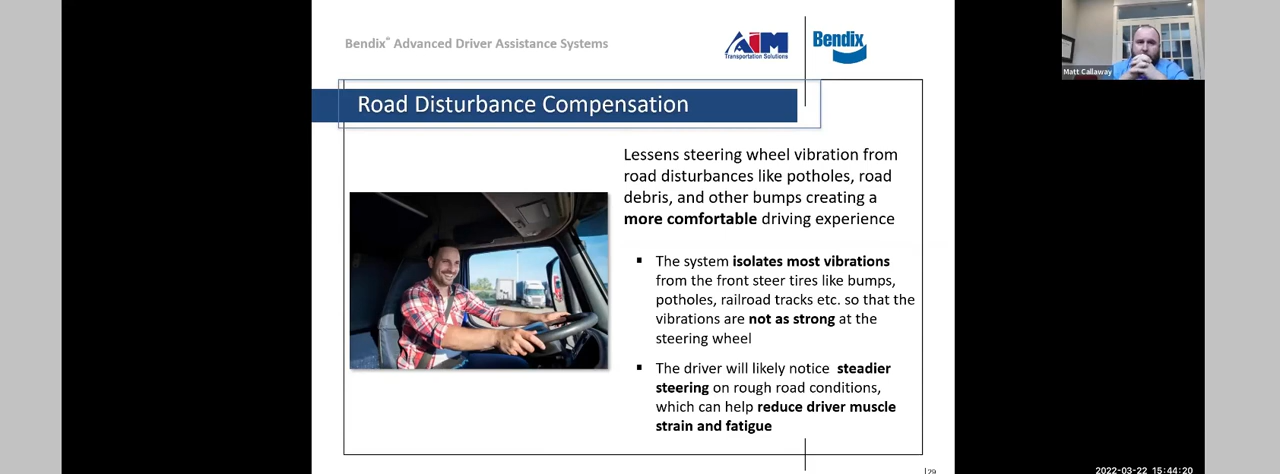 Bendix® Advanced Driver Assistance Systems
AIM
Transportation Solutions
Bendix
Matt Callaway
Road Disturbance Compensation
Lessens steering wheel vibration from
road disturbances like potholes, road
debris, and other bumps creating a
more comfortable driving experience
▪ The system isolates most vibrations
from the front steer tires like bumps,
potholes, railroad tracks etc. so that the
vibrations are not as strong at the
steering wheel
▪ The driver will likely notice steadier
steering on rough road conditions,
which can help reduce driver muscle
strain and fatigue
29
2022-03-22 15:44:20